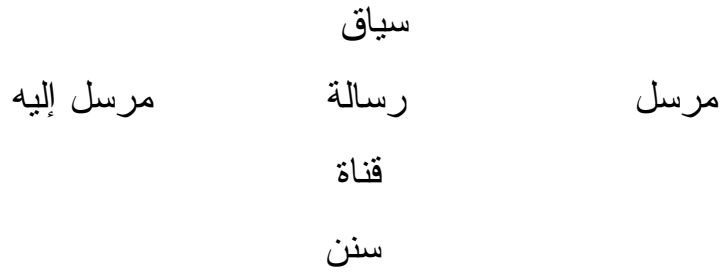 سياق
مرسل رسالة مرسل إليه
قناة
سنن